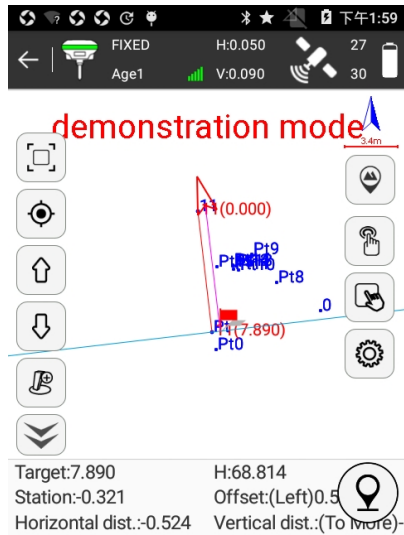 下午1:59
FIXED H:0.050 27
Age1 V:0.090 30
demonstration mode
3.4m
11(0.000)
Pt9
Pt8
.0
11(7.890)
.Pt0
Target:7.890 H:68.814
Station:-0.321 Offset:(Left)0.5
Horizontal dist.:-0.524 Vertical dist.:(To More)-